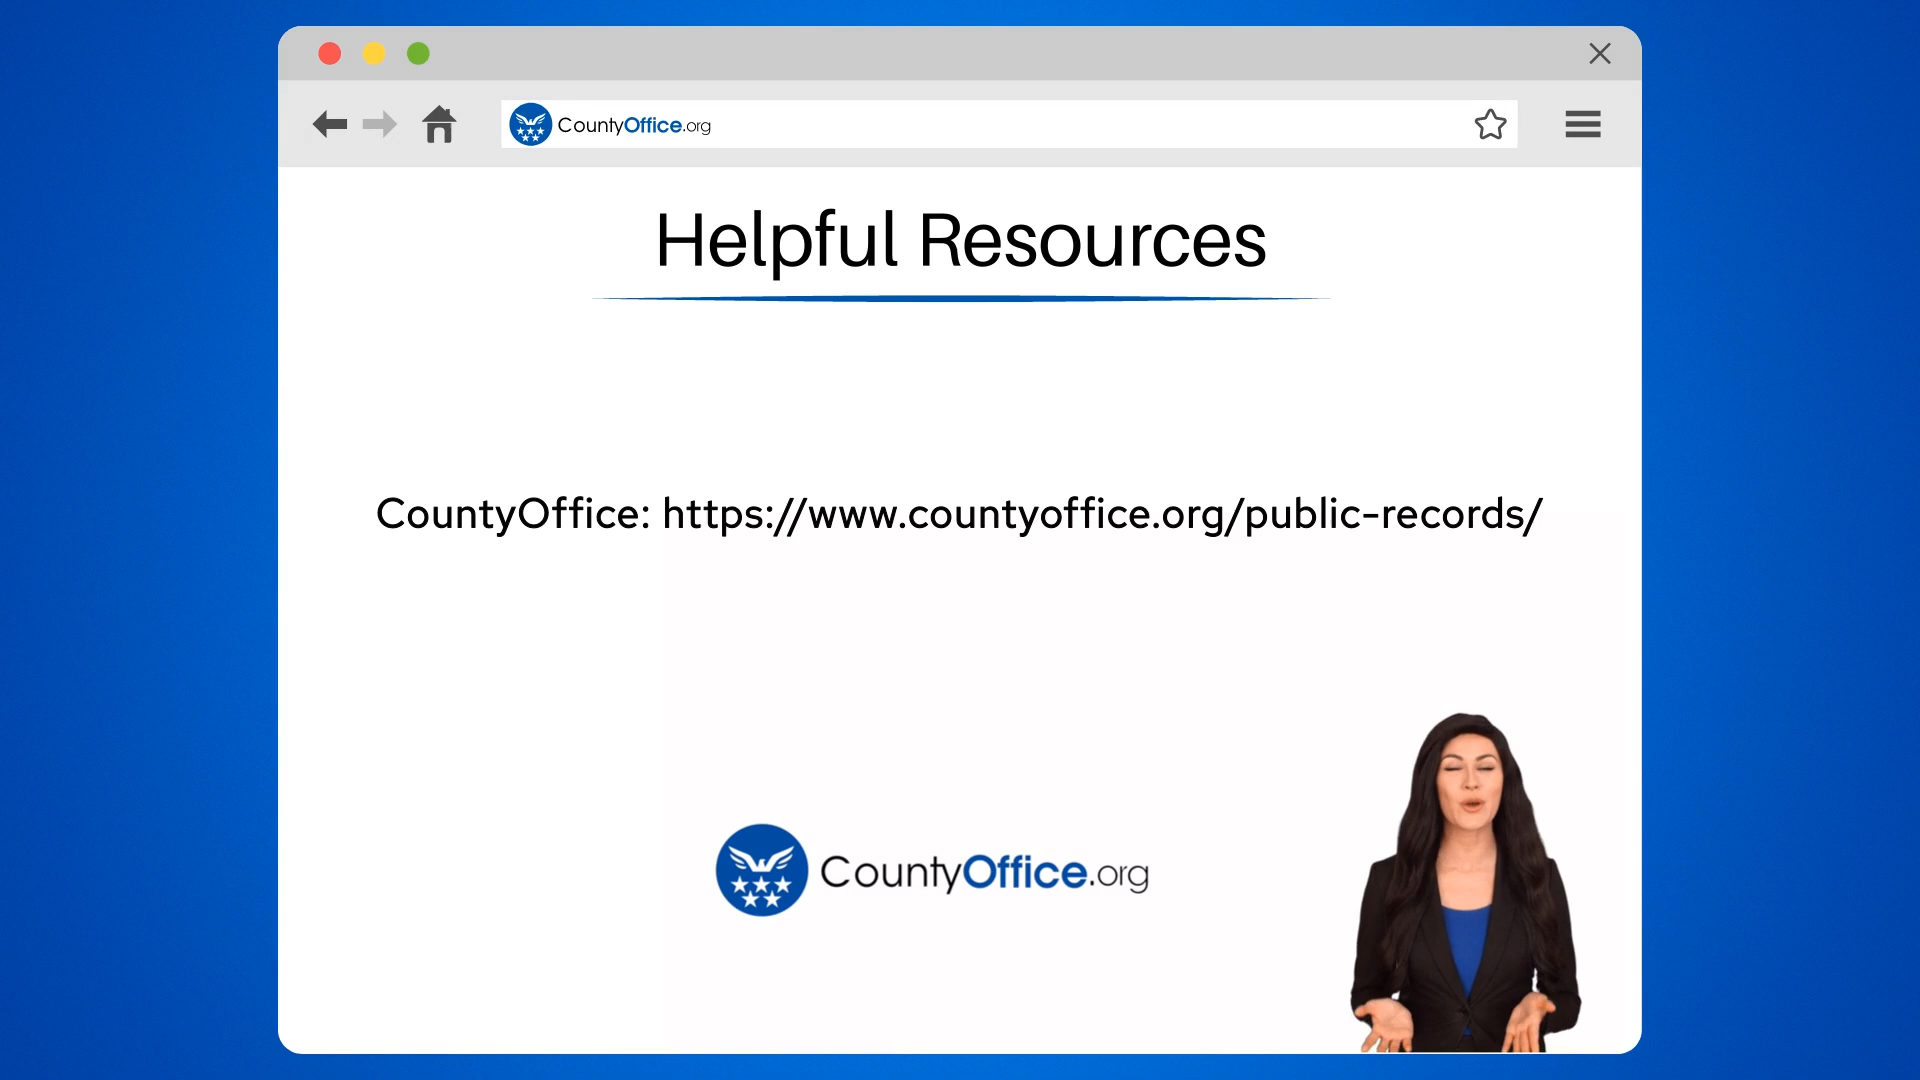 CountyOffice.org
Helpful Resources
CountyOffice: https://www.countyoffice.org/public-records/
CountyOffice.org